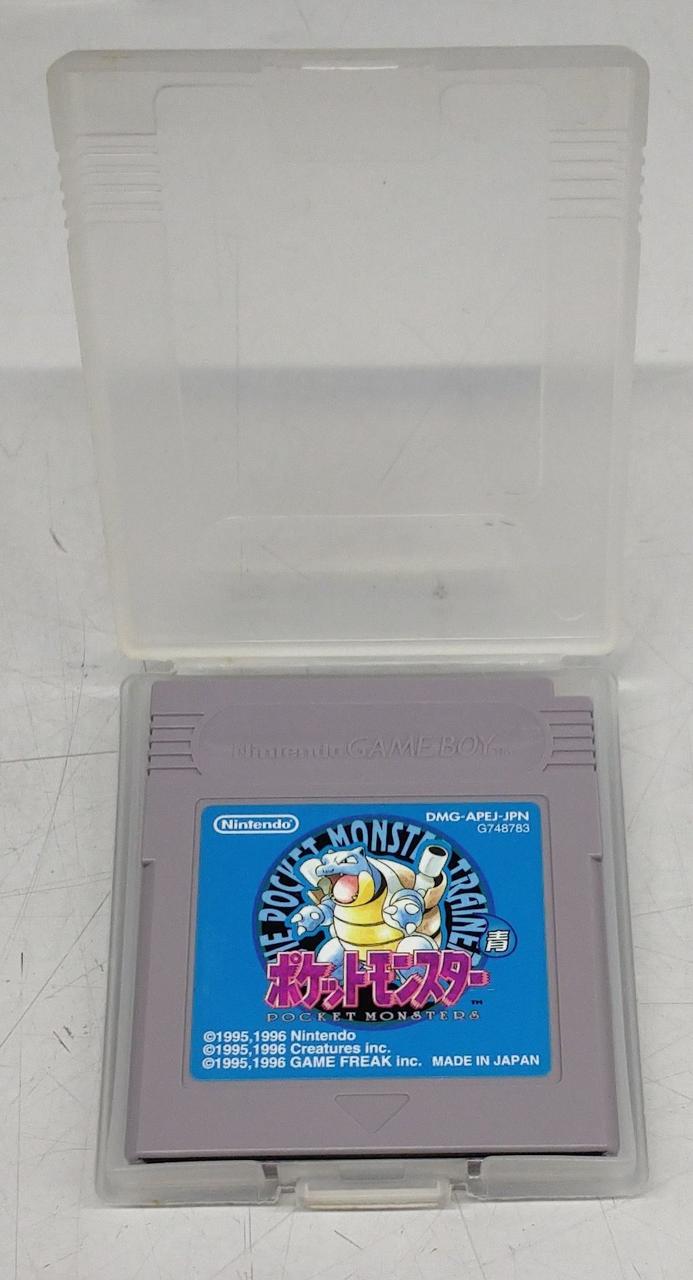 Nintendo GAME BOY TM
Nintendo
DMG-APEJ-JPN
G748783
THE POCKET MONSTER TRAINER
青
ポケットモンスター TM
POCKET MONSTERS
©1995,1996 Nintendo
©1995,1996 Creatures inc.
©1995,1996 GAME FREAK inc. MADE IN JAPAN